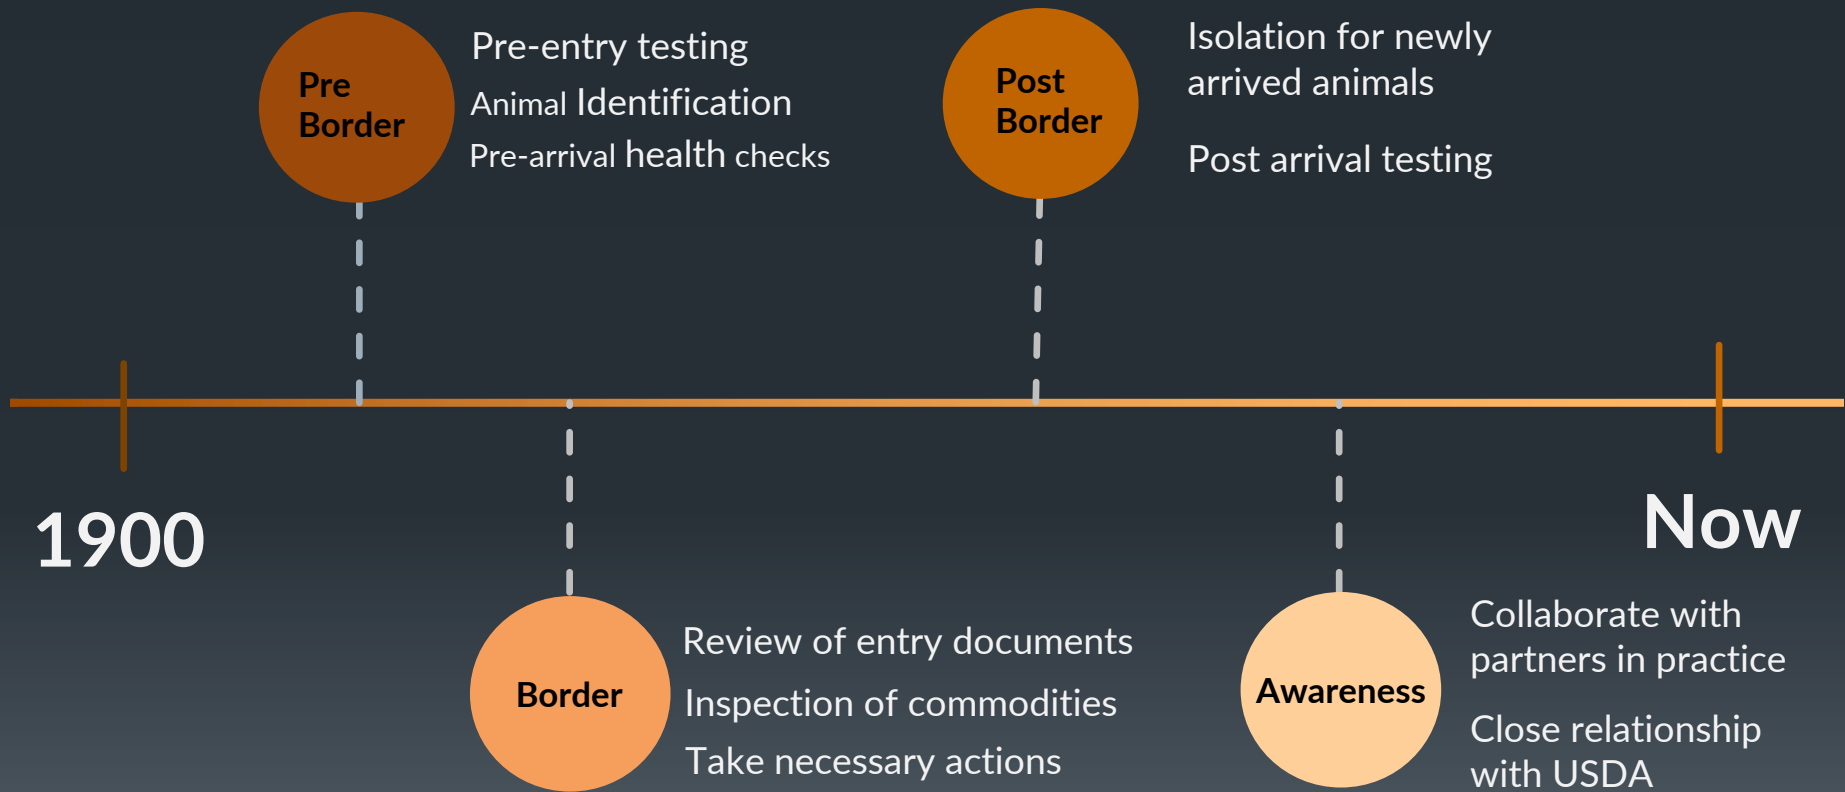 Pre
Border
Pre-entry testing
Animal Identification
Pre-arrival health checks
Post
Border
Isolation for newly
arrived animals
Post arrival testing
1900
Now
Border
Review of entry documents
Inspection of commodities
Take necessary actions
Awareness
Collaborate with
partners in practice
Close relationship
with USDA